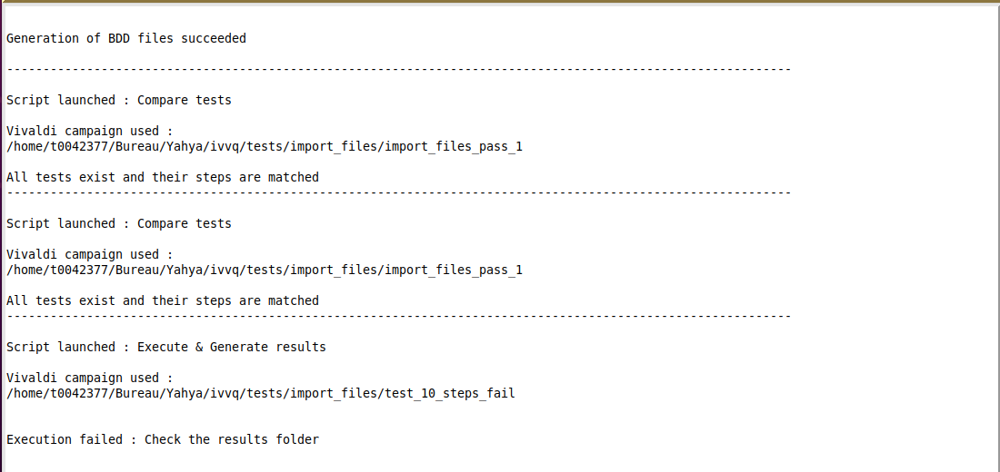 Generation of BDD files succeeded
------------------------------------------------------------------------------------------------------------
Script launched : Compare tests
Vivaldi campaign used :
/home/t0042377/Bureau/Yahya/ivvq/tests/import_files/import_files_pass_1
All tests exist and their steps are matched
------------------------------------------------------------------------------------------------------------
Script launched : Compare tests
Vivaldi campaign used :
/home/t0042377/Bureau/Yahya/ivvq/tests/import_files/import_files_pass_1
All tests exist and their steps are matched
------------------------------------------------------------------------------------------------------------
Script launched : Execute & Generate results
Vivaldi campaign used :
/home/t0042377/Bureau/Yahya/ivvq/tests/import_files/test_10_steps_fail
Execution failed : Check the results folder